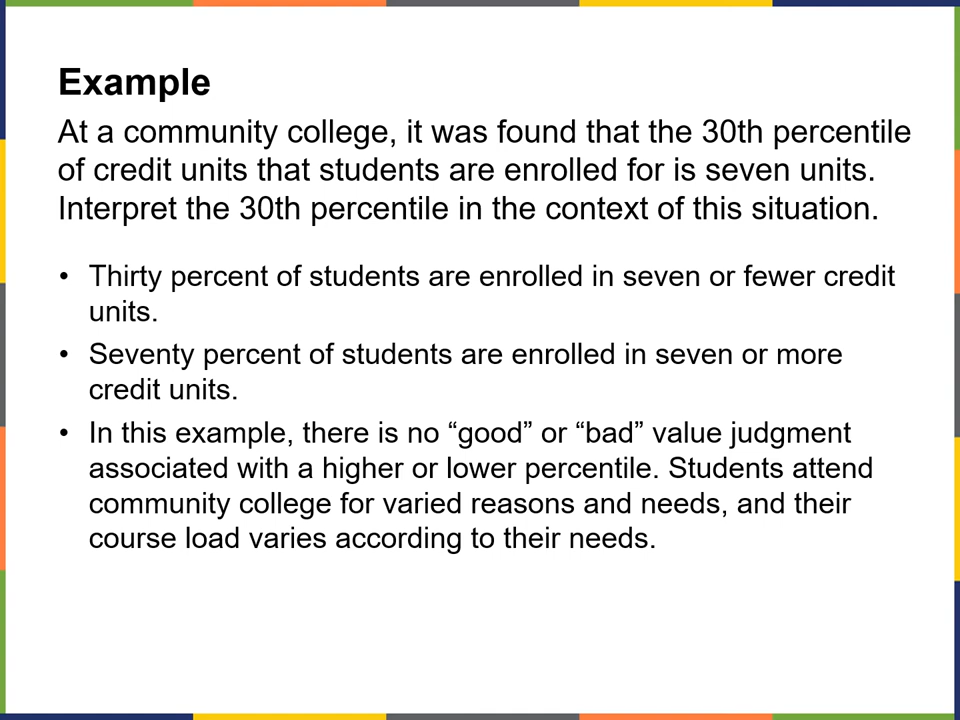 Example
At a community college, it was found that the 30th percentile
of credit units that students are enrolled for is seven units.
Interpret the 30th percentile in the context of this situation.
• Thirty percent of students are enrolled in seven or fewer credit
units.
• Seventy percent of students are enrolled in seven or more
credit units.
• In this example, there is no “good” or “bad” value judgment
associated with a higher or lower percentile. Students attend
community college for varied reasons and needs, and their
course load varies according to their needs.